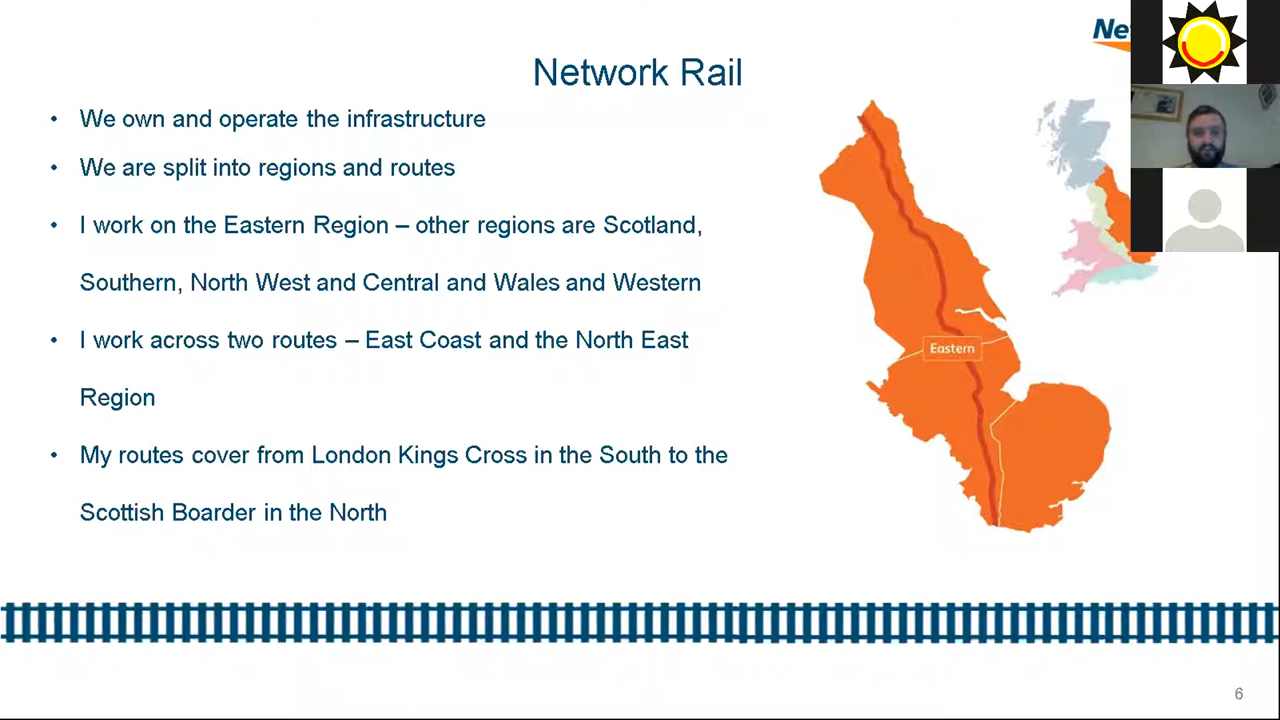 Ne
Network Rail
• We own and operate the infrastructure
• We are split into regions and routes
• I work on the Eastern Region – other regions are Scotland,
Southern, North West and Central and Wales and Western
• I work across two routes – East Coast and the North East
Region
• My routes cover from London Kings Cross in the South to the
Scottish Boarder in the North
Eastern
6